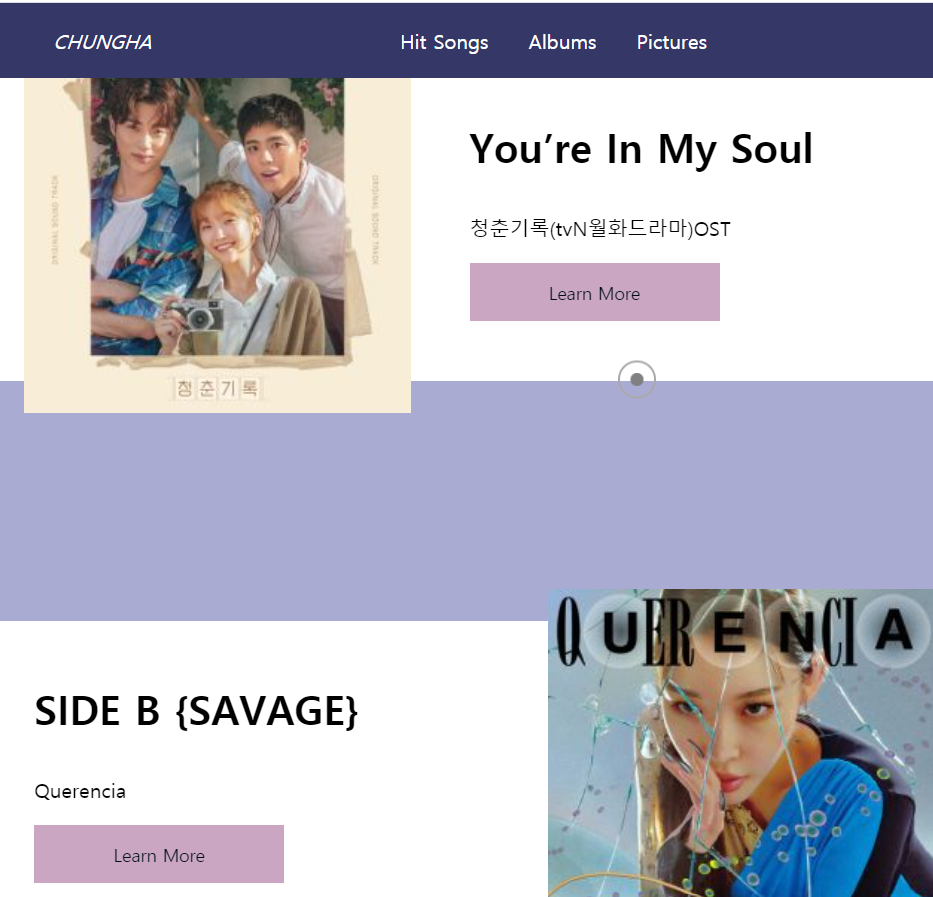 CHUNGHA
Hit Songs Albums Pictures
ORIGINAL SOUND TRACK
ORIGINAL SOUND TRACK
청춘기록
You’re In My Soul
청춘기록(tvN월화드라마)OST
Learn More
QUERENCIA
SIDE B {SAVAGE}
Querencia
Learn More